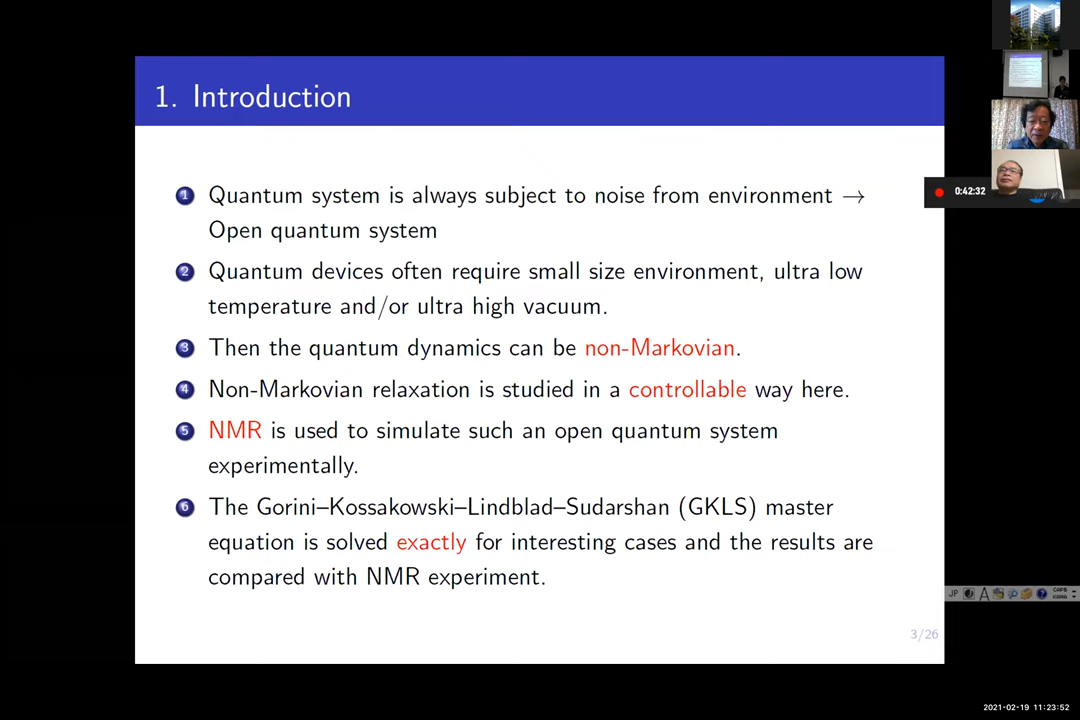 1. Introduction
1 Quantum system is always subject to noise from environment →
Open quantum system
2 Quantum devices often require small size environment, ultra low
temperature and/or ultra high vacuum.
3 Then the quantum dynamics can be non-Markovian.
4 Non-Markovian relaxation is studied in a controllable way here.
5 NMR is used to simulate such an open quantum system
experimentally.
6 The Gorini–Kossakowski–Lindblad–Sudarshan (GKLS) master
equation is solved exactly for interesting cases and the results are
compared with NMR experiment.
3/26
0:42:32
JP A CAPS
KANA
2021-02-19 11:23:52